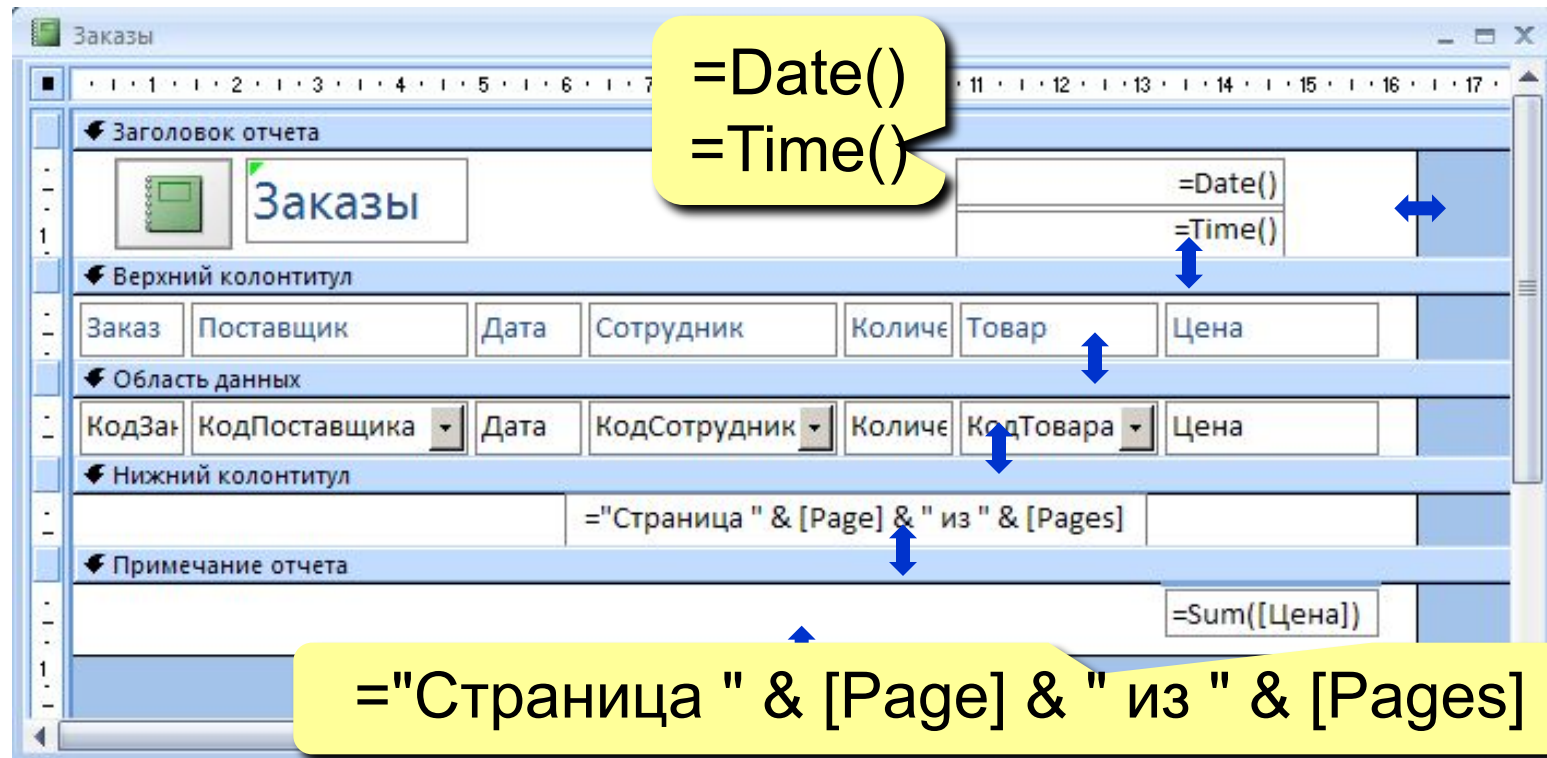 Заказы
=Date()
=Time()
1 2 3 4 5 6 7 11 12 13 14 15 16 17
Заголовок отчета
Заказы
=Date()
=Time()
1
Верхний колонтитул
Заказ Поставщик Дата Сотрудник Количе Товар Цена
Область данных
КодЗак КодПоставщика Дата КодСотрудник Количе КодТовара Цена
Нижний колонтитул
="Страница " & [Page] & " из " & [Pages]
Примечание отчета
=Sum([Цена])
1
="Страница " & [Page] & " из " & [Pages]